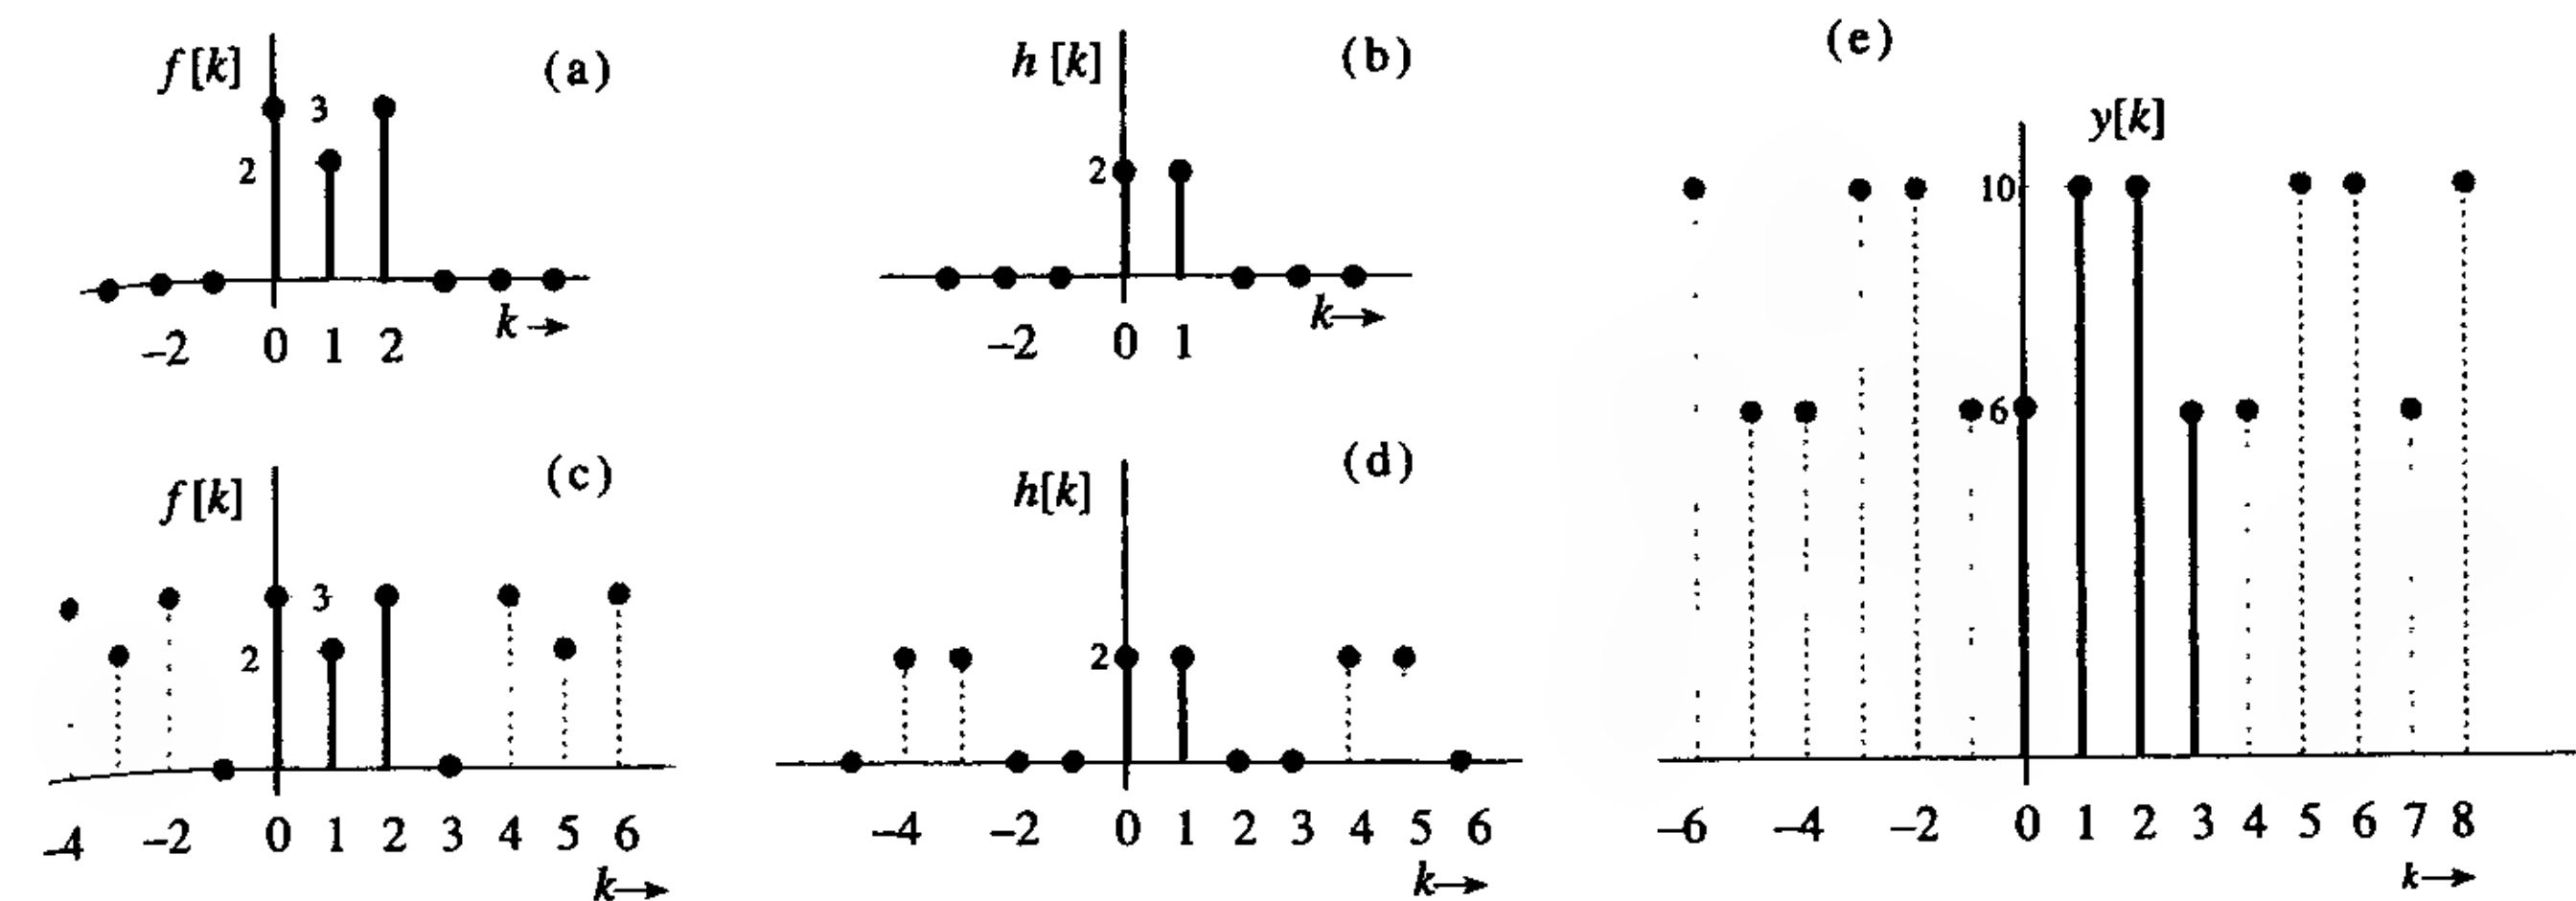 f[k] (a)
3
2
k →
–2 0 1 2
h [k] (b)
2
k→
–2 0 1
(e)
y[k]
10
6
–6 –4 –2 0 1 2 3 4 5 6 7 8
k→
f[k] (c)
3
2
–4 –2 0 1 2 3 4 5 6
k→
h[k] (d)
2
–4 –2 0 1 2 3 4 5 6
k→